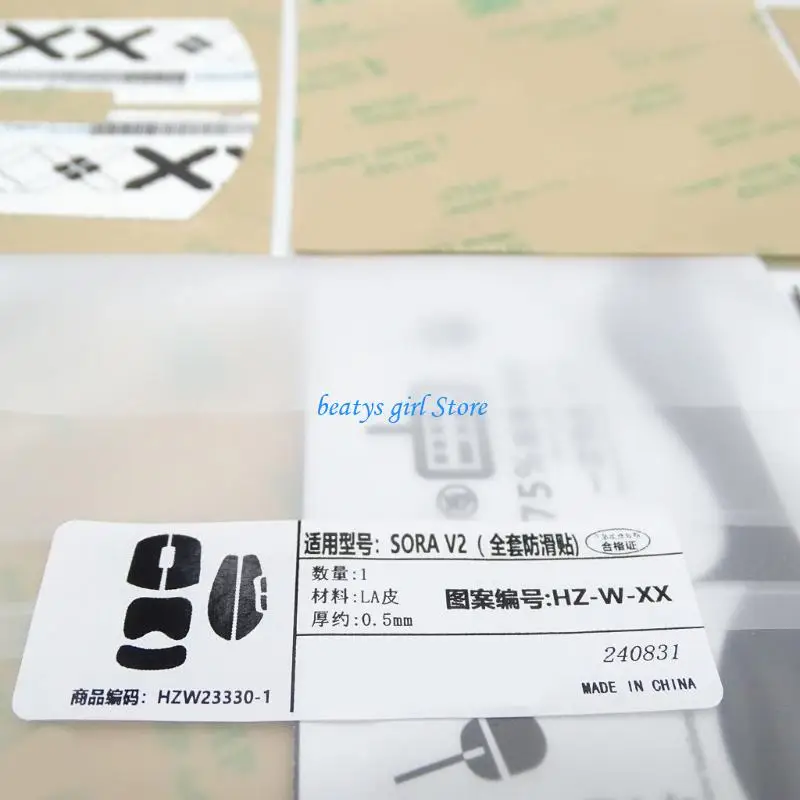 XX
X
beatys girl Store
75%
适用型号: SORA V2 (全套防滑贴)
合格证
数量:1
材料:LA皮
图案编号:HZ-W-XX
厚约:0.5mm
240831
商品编码: HZW23330-1
MADE IN CHINA